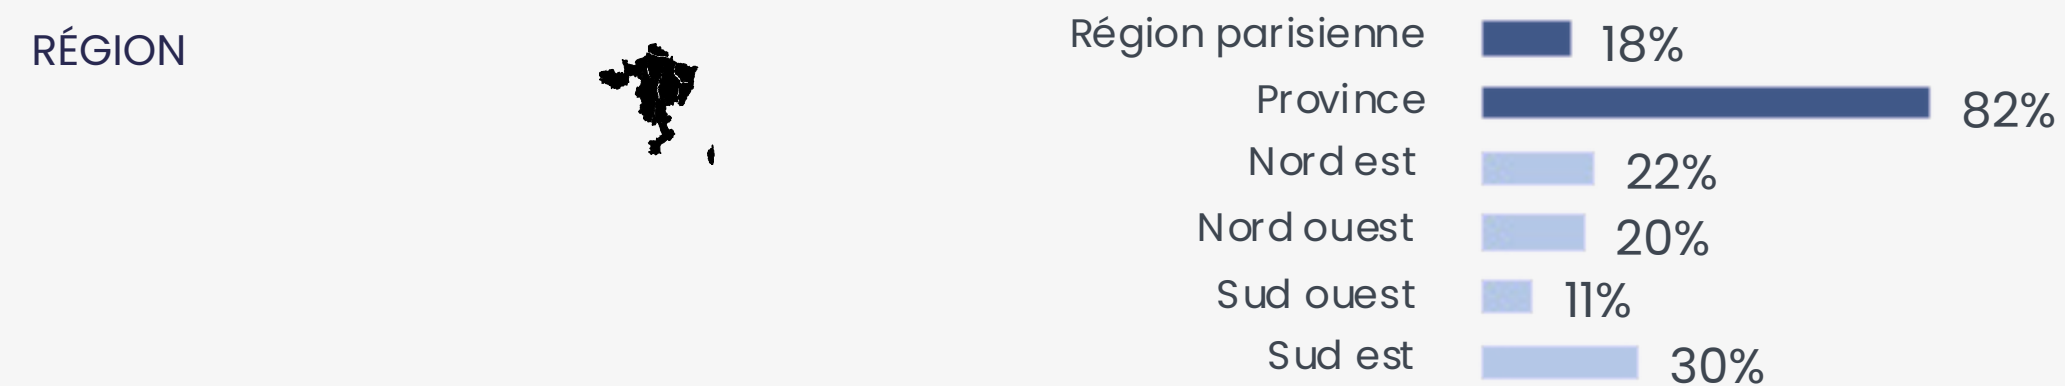 RÉGION
Région parisienne 18%
Province 82%
Nord est 22%
Nord ouest 20%
Sud ouest 11%
Sud est 30%